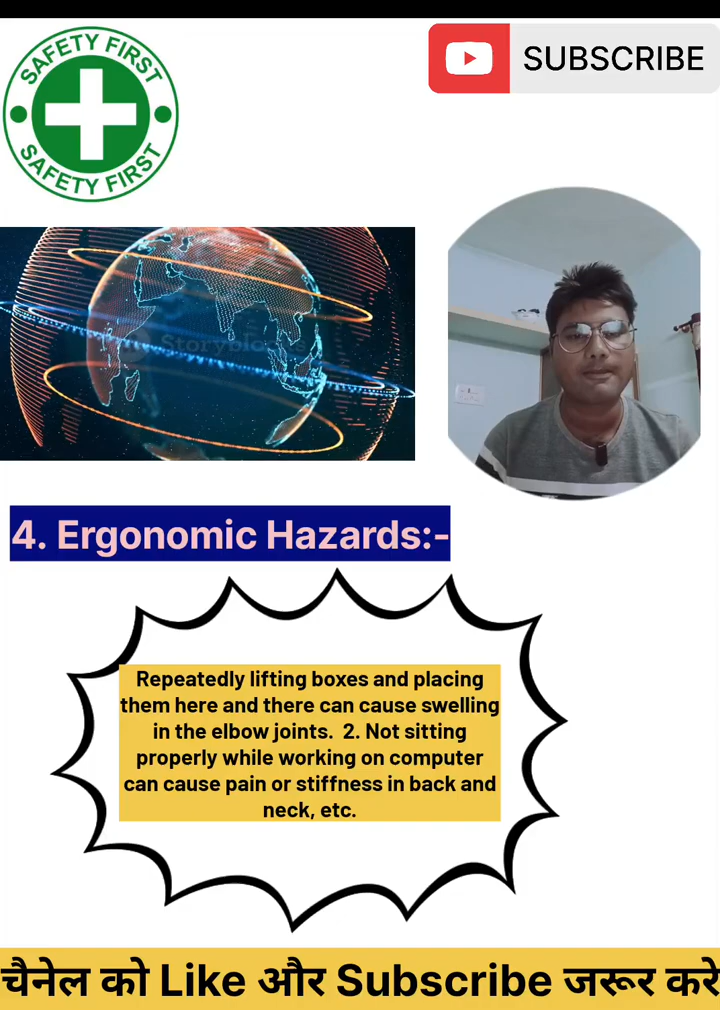 SAFETY FIRST
SAFETY FIRST
SUBSCRIBE
Storyblocks
4. Ergonomic Hazards:-
Repeatedly lifting boxes and placing
them here and there can cause swelling
in the elbow joints. 2. Not sitting
properly while working on computer
can cause pain or stiffness in back and
neck, etc.
चैनेल को Like और Subscribe जरूर करे